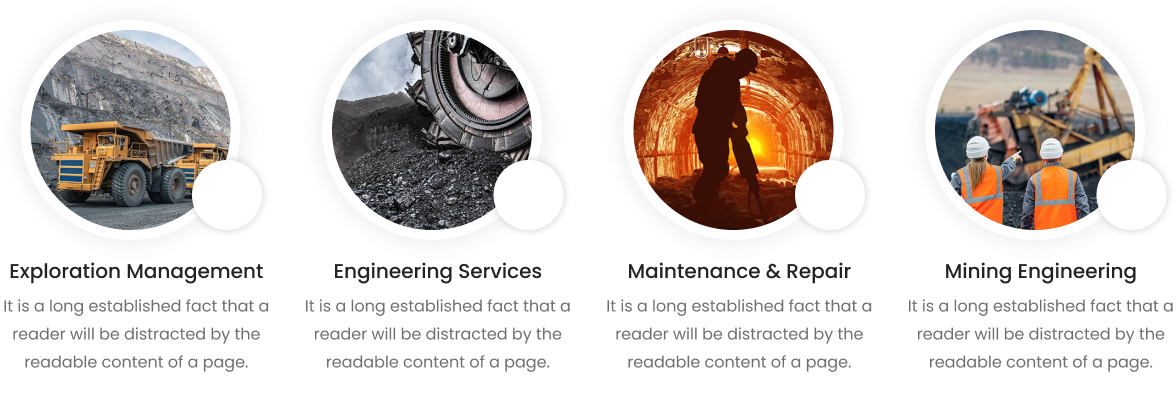 Exploration Management
It is a long established fact that a
reader will be distracted by the
readable content of a page.
Engineering Services
It is a long established fact that a
reader will be distracted by the
readable content of a page.
Maintenance & Repair
It is a long established fact that a
reader will be distracted by the
readable content of a page.
Mining Engineering
It is a long established fact that a
reader will be distracted by the
readable content of a page.